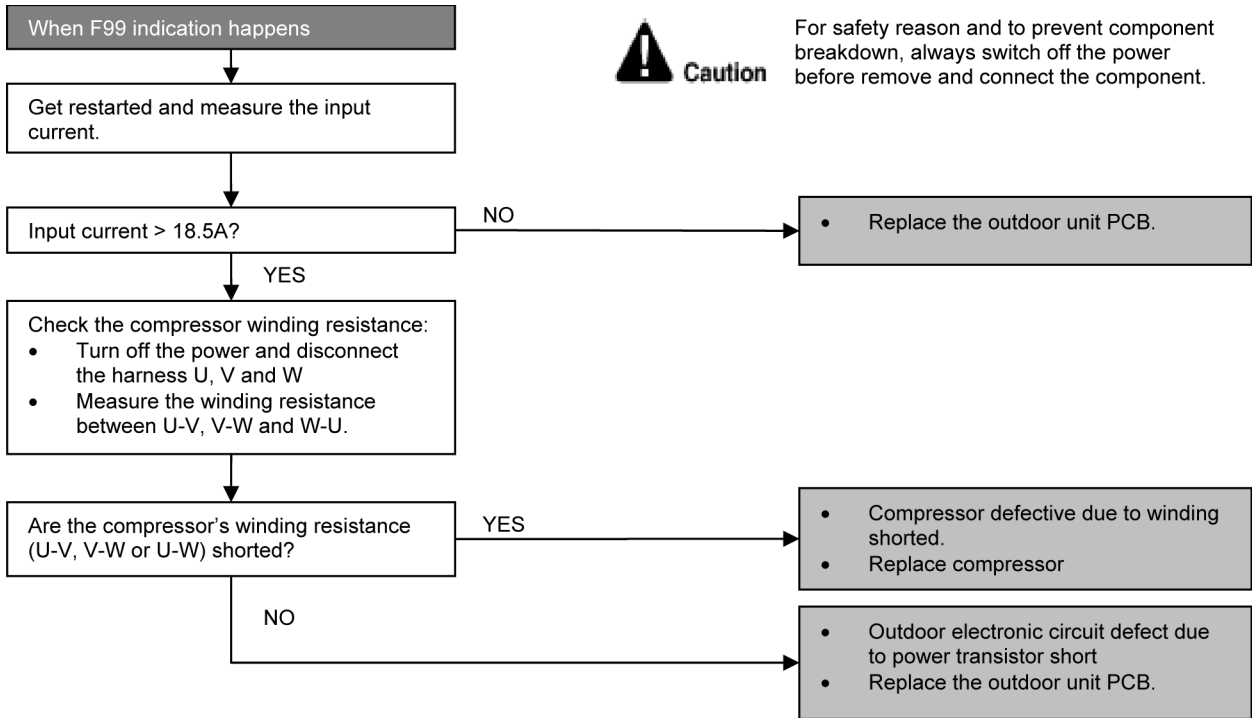 When F99 indication happens
Caution
For safety reason and to prevent component
breakdown, always switch off the power
before remove and connect the component.
Get restarted and measure the input
current.
Input current > 18.5A?
NO
• Replace the outdoor unit PCB.
YES
Check the compressor winding resistance:
• Turn off the power and disconnect
the harness U, V and W
• Measure the winding resistance
between U-V, V-W and W-U.
Are the compressor’s winding resistance
(U-V, V-W or U-W) shorted?
YES
• Compressor defective due to winding
shorted.
• Replace compressor
NO
• Outdoor electronic circuit defect due
to power transistor short
• Replace the outdoor unit PCB.